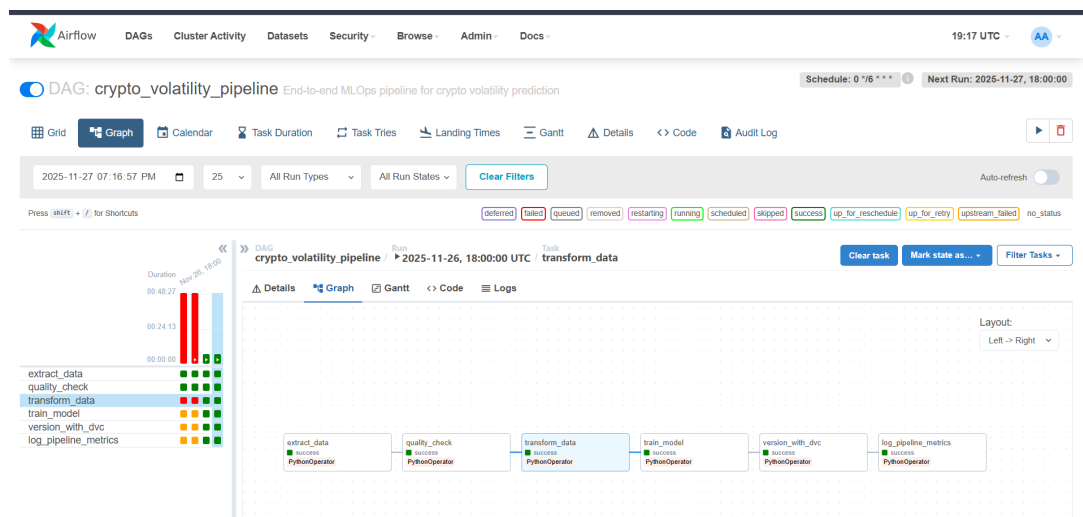 Airflow DAGs Cluster Activity Datasets Security Browse Admin Docs 19:17 UTC AA
DAG: crypto_volatility_pipeline End-to-end MLOps pipeline for crypto volatility prediction Schedule: 0 */6 * * * i Next Run: 2025-11-27, 18:00:00
Grid Graph Calendar Task Duration Task Tries Landing Times Gantt Details <> Code Audit Log
2025-11-27 07:16:57 PM 25 All Run Types All Run States Clear Filters Auto-refresh
Press shift + / for Shortcuts deferred failed queued removed restarting running scheduled skipped success up_for_reschedule up_for_retry upstream_failed no_status
DAG Run Task
crypto_volatility_pipeline / 2025-11-26, 18:00:00 UTC / transform_data Clear task Mark state as... Filter Tasks
Duration Nov 26, 18:00
00:48:27
00:24:13
00:00:00
extract_data
quality_check
transform_data
train_model
version_with_dvc
log_pipeline_metrics
Details Graph Gantt <> Code Logs
Layout:
Left -> Right
extract_data quality_check transform_data train_model version_with_dvc log_pipeline_metrics
success success success success success success
PythonOperator PythonOperator PythonOperator PythonOperator PythonOperator PythonOperator